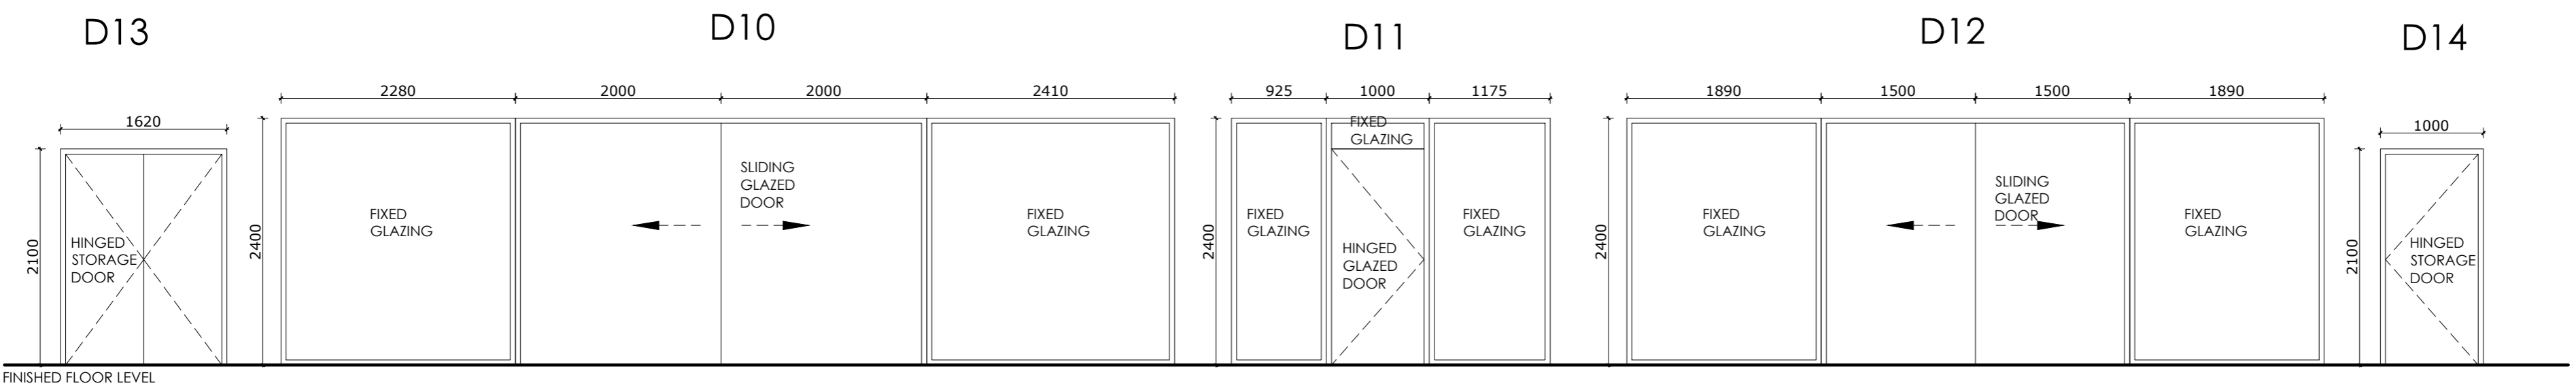 D13
D10
D11
D12
D14
1620
2100
HINGED
STORAGE
DOOR
2280
2000
2000
2410
2400
FIXED
GLAZING
SLIDING
GLAZED
DOOR
FIXED
GLAZING
925
1000
1175
2400
FIXED
GLAZING
FIXED
GLAZING
HINGED
GLAZED
DOOR
FIXED
GLAZING
1890
1500
1500
1890
2400
FIXED
GLAZING
SLIDING
GLAZED
DOOR
FIXED
GLAZING
1000
2100
HINGED
STORAGE
DOOR
FINISHED FLOOR LEVEL